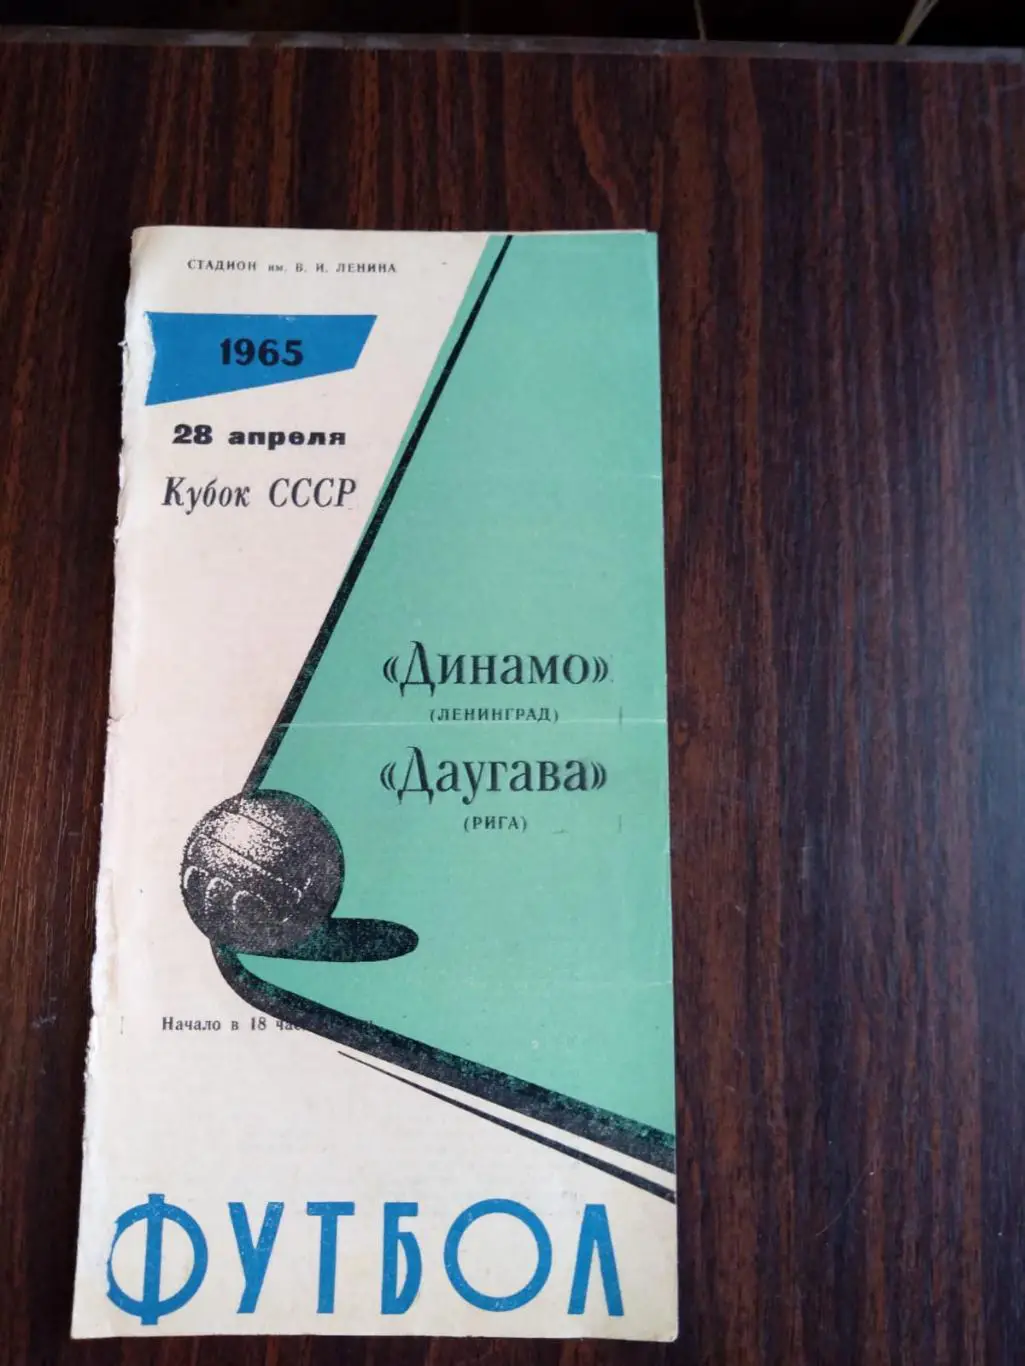 СТАДИОН им. В. И. ЛЕНИНА
1965
28 апреля
Кубок СССР
«Динамо»
(ЛЕНИНГРАД)
«Даугава»
(РИГА)
Начало в 18
ФУТБОЛ